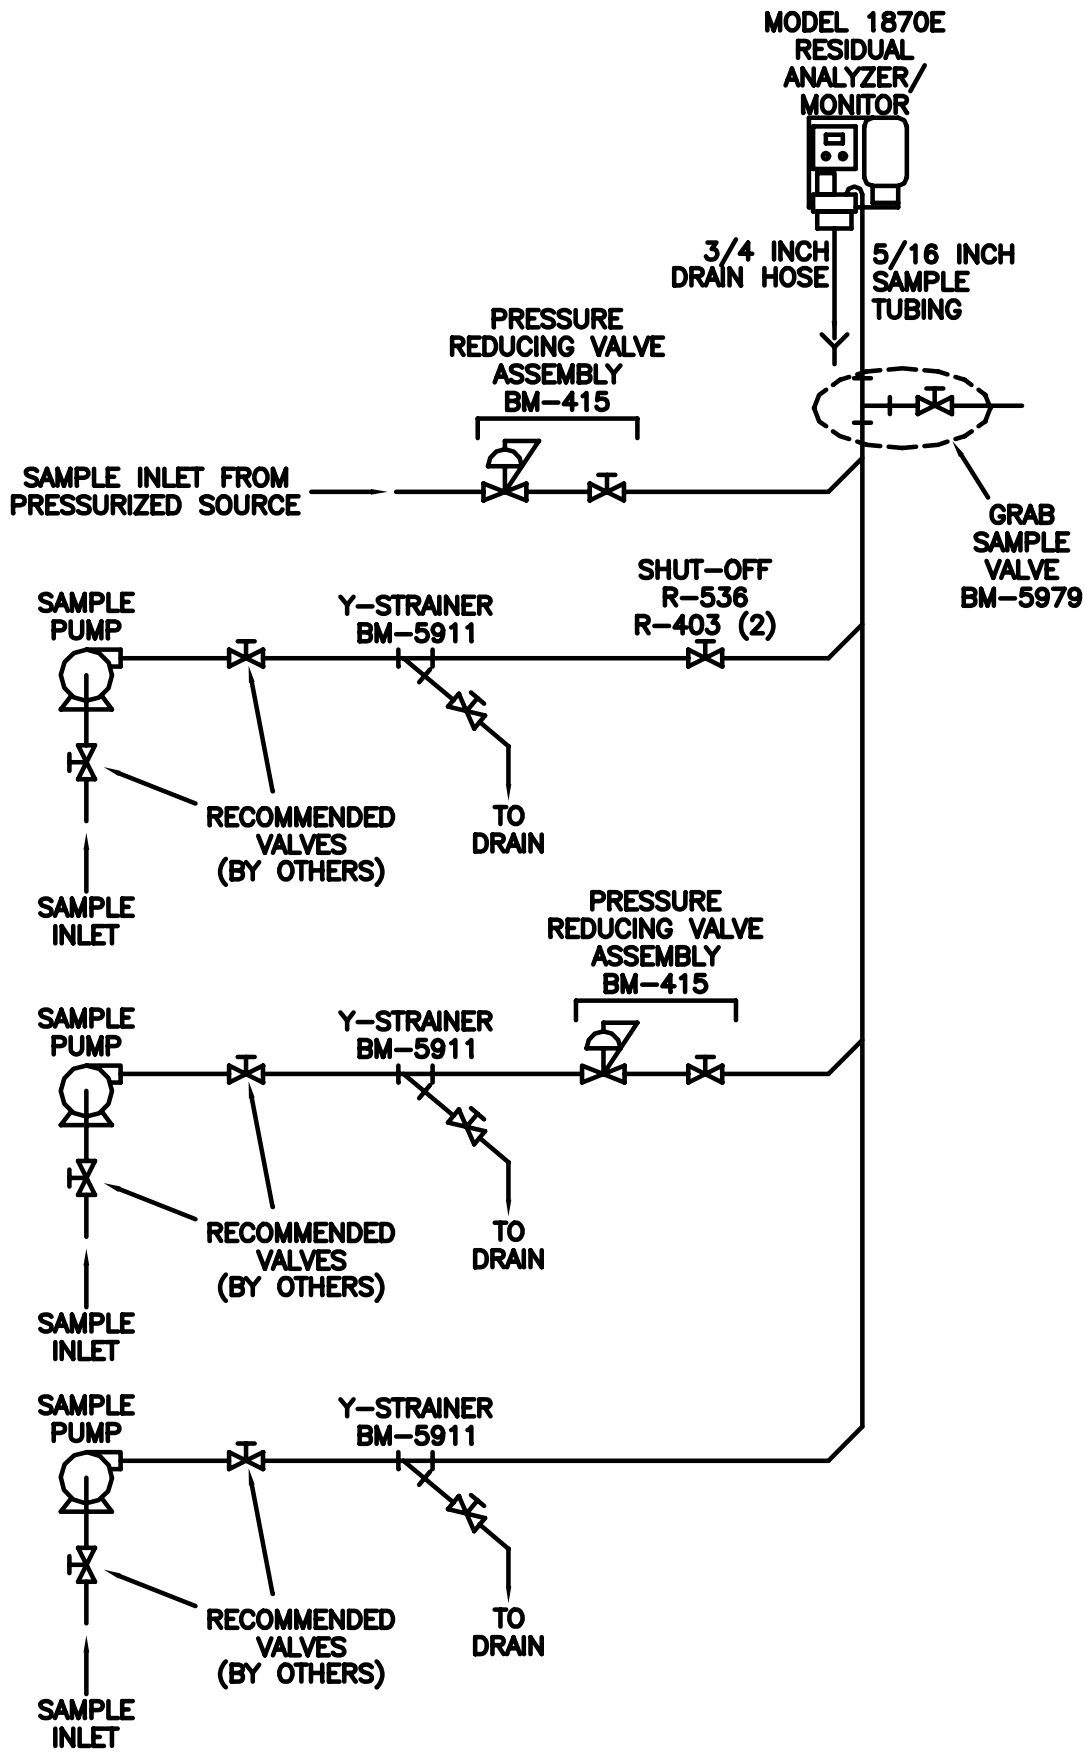 MODEL 1870E
RESIDUAL
ANALYZER/
MONITOR
3/4 INCH
DRAIN HOSE
5/16 INCH
SAMPLE
TUBING
PRESSURE
REDUCING VALVE
ASSEMBLY
BM-415
SAMPLE INLET FROM
PRESSURIZED SOURCE
GRAB
SAMPLE
VALVE
BM-5979
SAMPLE
PUMP
Y-STRAINER
BM-5911
SHUT-OFF
R-536
R-403 (2)
RECOMMENDED
VALVES
(BY OTHERS)
TO
DRAIN
SAMPLE
INLET
PRESSURE
REDUCING VALVE
ASSEMBLY
BM-415
SAMPLE
PUMP
Y-STRAINER
BM-5911
RECOMMENDED
VALVES
(BY OTHERS)
TO
DRAIN
SAMPLE
INLET
SAMPLE
PUMP
Y-STRAINER
BM-5911
RECOMMENDED
VALVES
(BY OTHERS)
TO
DRAIN
SAMPLE
INLET